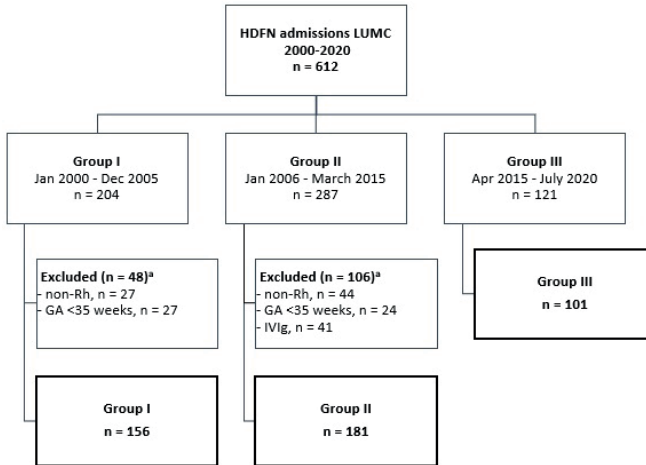 HDFN admissions LUMC
2000-2020
n = 612
Group I
Jan 2000 - Dec 2005
n = 204
Group II
Jan 2006 - March 2015
n = 287
Group III
Apr 2015 - July 2020
n = 121
Excluded (n = 48)ᵃ
- non-Rh, n = 27
- GA <35 weeks, n = 27
Excluded (n = 106)ᵃ
- non-Rh, n = 44
- GA <35 weeks, n = 24
- IVIg, n = 41
Group III
n = 101
Group I
n = 156
Group II
n = 181